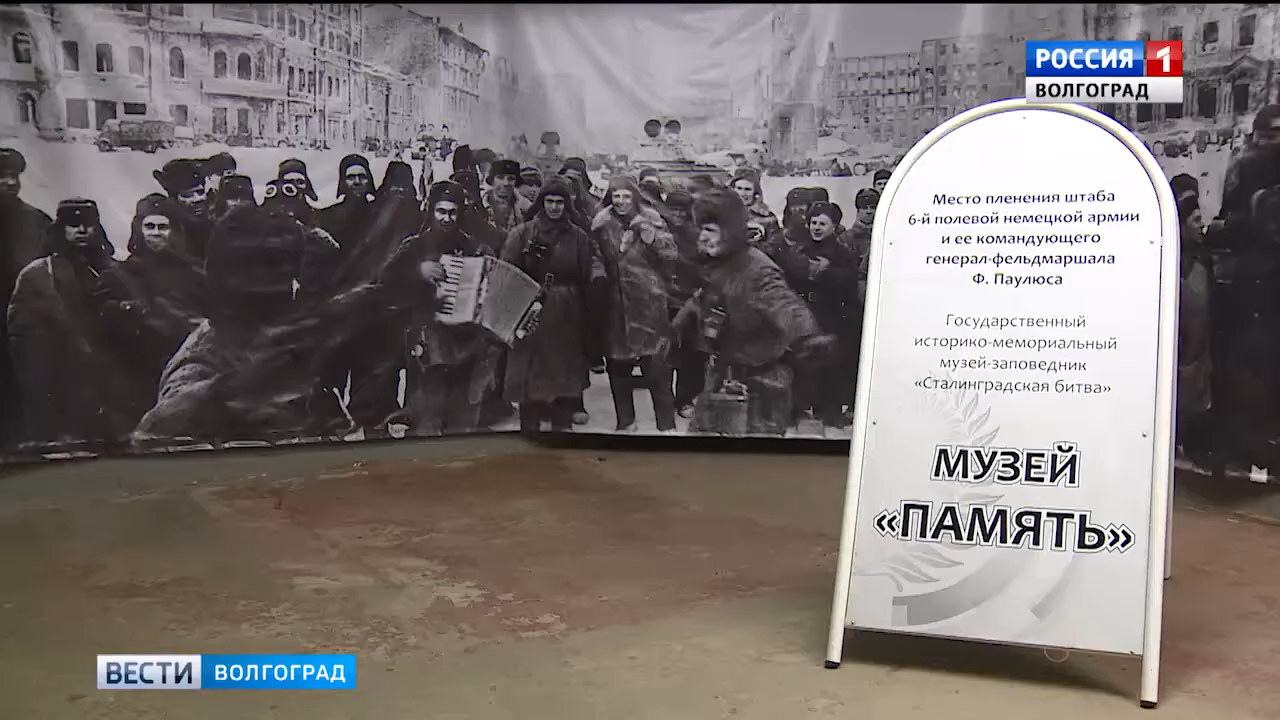 РОССИЯ 1
ВОЛГОГРАД
Место пленения штаба
6-й полевой немецкой армии
и ее командующего
генерал-фельдмаршала
Ф. Паулюса
Государственный
историко-мемориальный
музей-заповедник
«Сталинградская битва»
МУЗЕЙ
«ПАМЯТЬ»
ВЕСТИ ВОЛГОГРАД